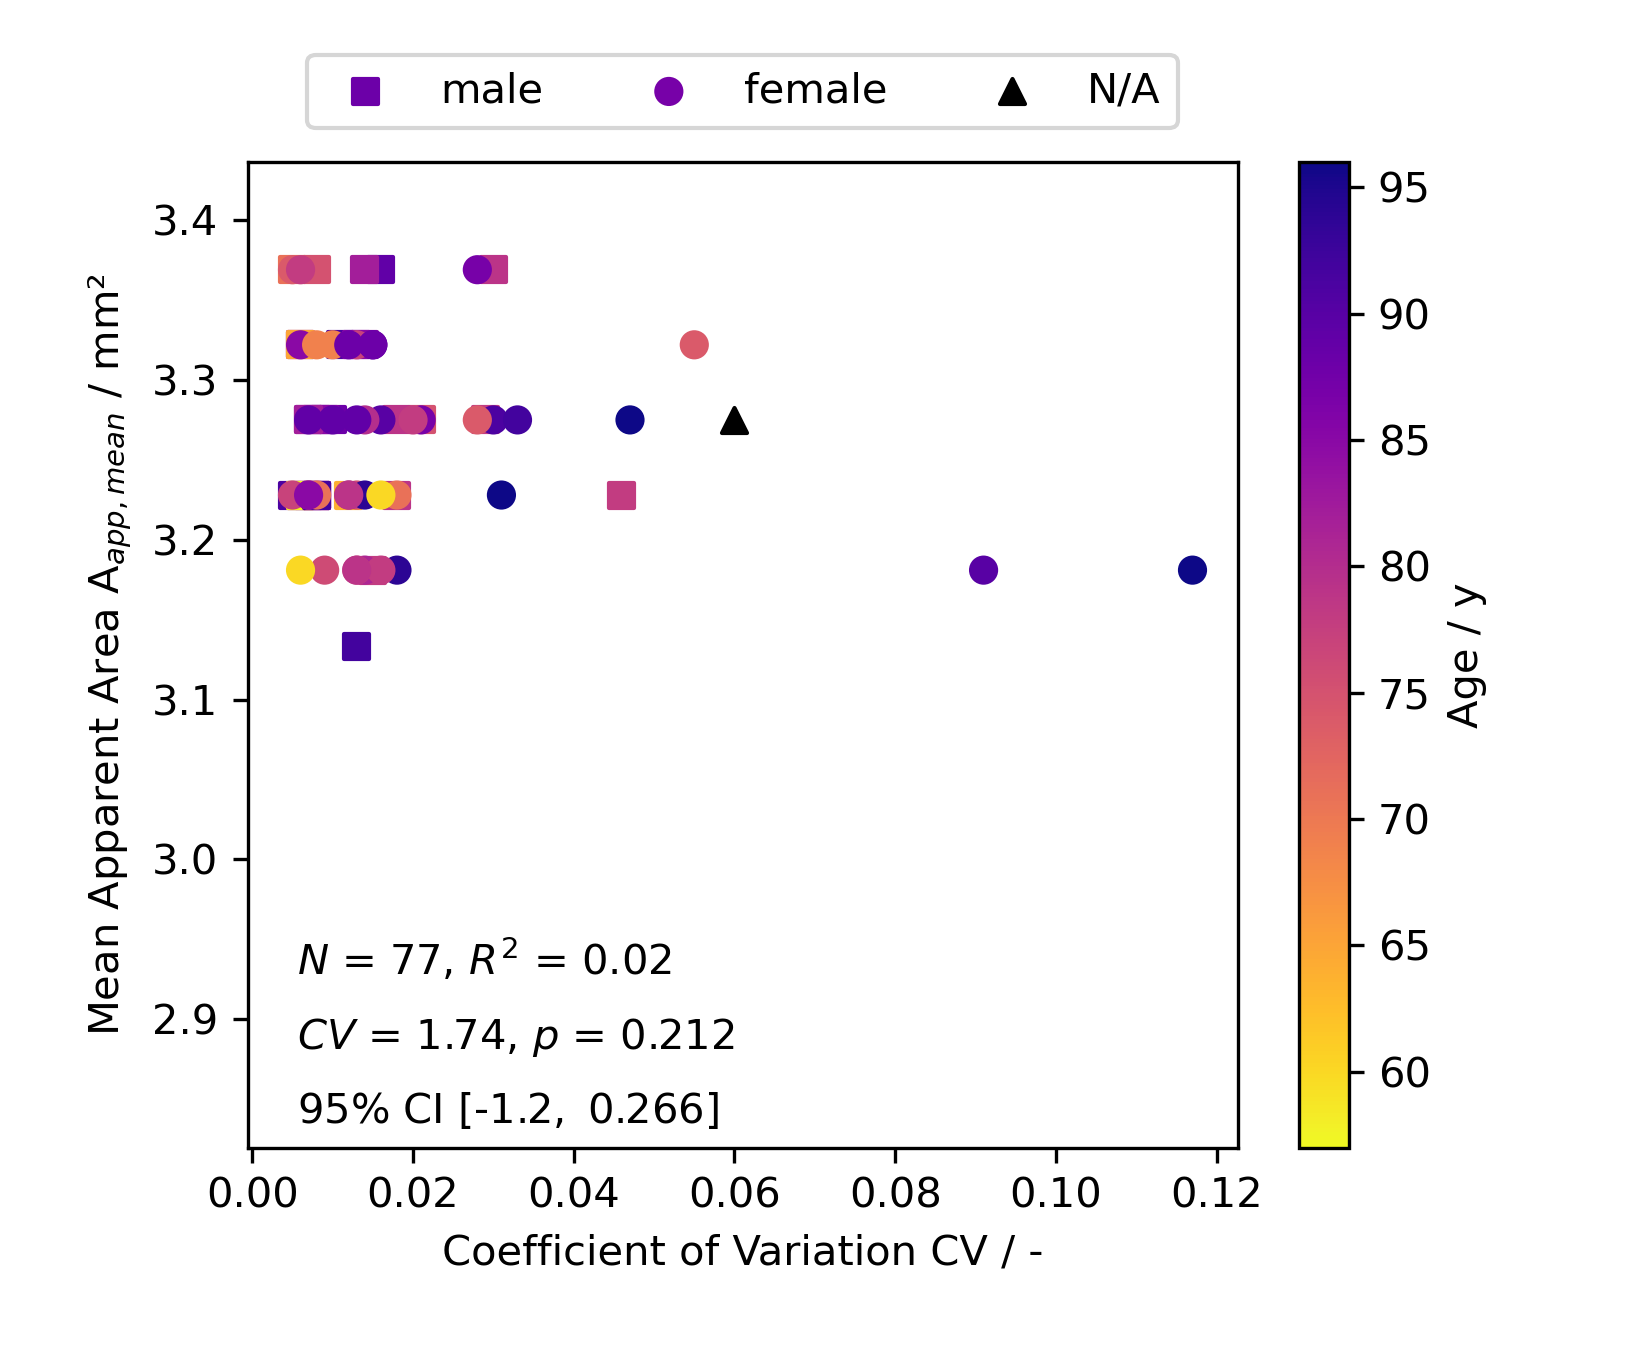 male female N/A
3.4
3.3
3.2
3.1
3.0
2.9
Mean Apparent Area A_app,mean / mm²
N = 77, R² = 0.02
CV = 1.74, p = 0.212
95% CI [-1.2, 0.266]
0.00 0.02 0.04 0.06 0.08 0.10 0.12
Coefficient of Variation CV / -
95
90
85
80
75
70
65
60
Age / y